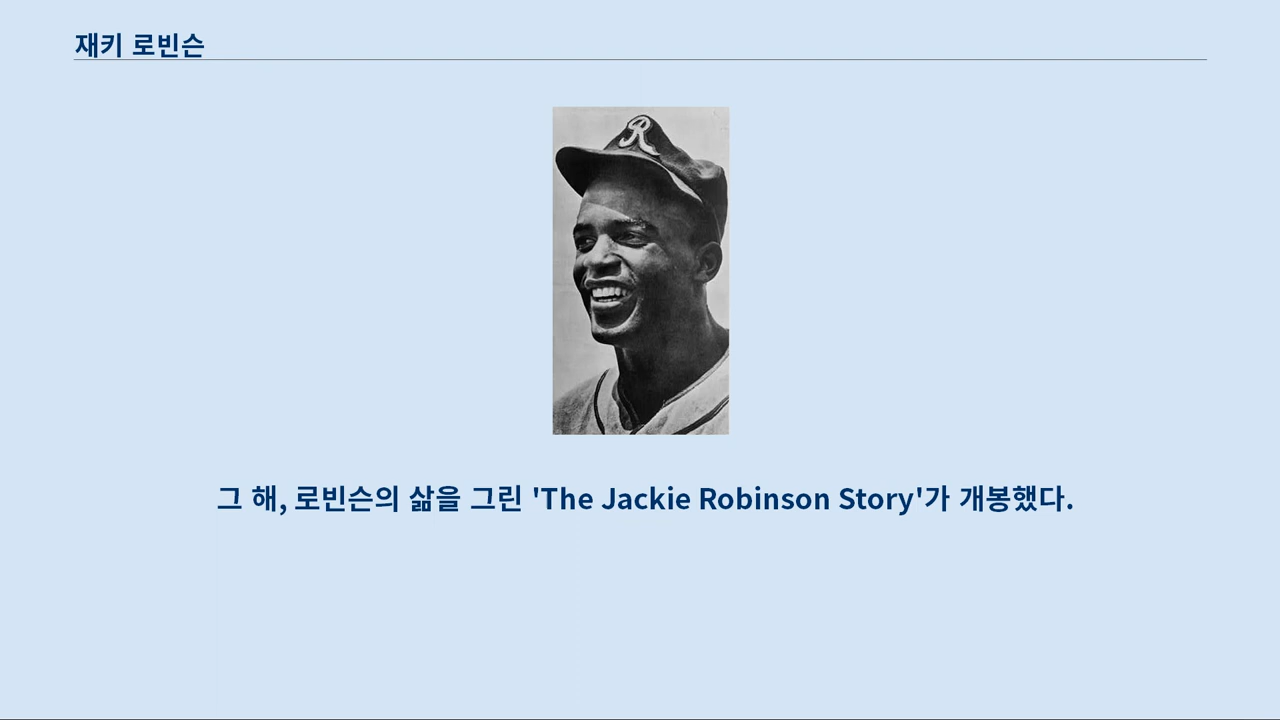 재키 로빈슨
R
그 해, 로빈슨의 삶을 그린 'The Jackie Robinson Story'가 개봉했다.